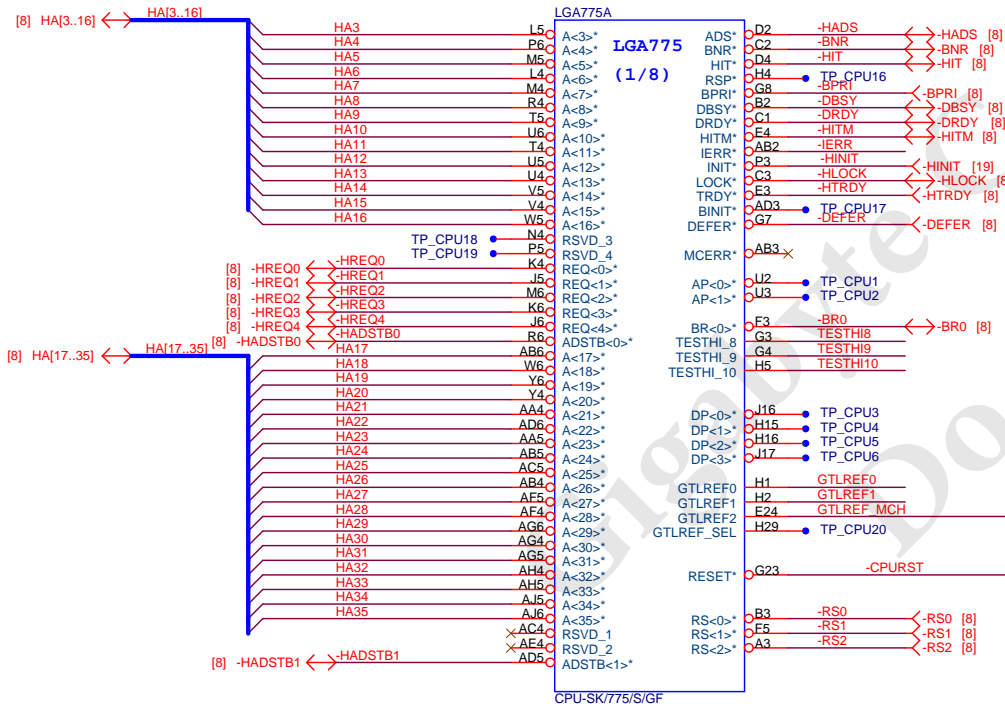 LGA775A
LGA775
(1/8)
[8] HA[3..16] HA[3..16]
HA3 L5 A<3>*
HA4 P6 A<4>*
HA5 M5 A<5>*
HA6 L4 A<6>*
HA7 M4 A<7>*
HA8 R4 A<8>*
HA9 T5 A<9>*
HA10 U6 A<10>*
HA11 T4 A<11>*
HA12 U5 A<12>*
HA13 U4 A<13>*
HA14 V5 A<14>*
HA15 V4 A<15>*
HA16 W5 A<16>*
TP_CPU18 N4 RSVD_3
TP_CPU19 P5 RSVD_4
[8] -HREQ0 -HREQ0 K4 REQ<0>*
[8] -HREQ1 -HREQ1 J5 REQ<1>*
[8] -HREQ2 -HREQ2 M6 REQ<2>*
[8] -HREQ3 -HREQ3 K6 REQ<3>*
[8] -HREQ4 -HREQ4 J6 REQ<4>*
[8] -HADSTB0 -HADSTB0 R6 ADSTB<0>*
[8] HA[17..35] HA[17..35]
HA17 AB6 A<17>*
HA18 W6 A<18>*
HA19 Y6 A<19>*
HA20 Y4 A<20>*
HA21 AA4 A<21>*
HA22 AD6 A<22>*
HA23 AA5 A<23>*
HA24 AB5 A<24>*
HA25 AC5 A<25>*
HA26 AB4 A<26>*
HA27 AF5 A<27>*
HA28 AF4 A<28>*
HA29 AG6 A<29>*
HA30 AG4 A<30>*
HA31 AG5 A<31>*
HA32 AH4 A<32>*
HA33 AH5 A<33>*
HA34 AJ5 A<34>*
HA35 AJ6 A<35>*
AC4 RSVD_1
AE4 RSVD_2
[8] -HADSTB1 -HADSTB1 AD5 ADSTB<1>*
ADS* D2 -HADS -HADS [8]
BNR* C2 -BNR -BNR [8]
HIT* D4 -HIT -HIT [8]
RSP* H4 TP_CPU16
BPRI* G8 -BPRI -BPRI [8]
DBSY* B2 -DBSY -DBSY [8]
DRDY* C1 -DRDY -DRDY [8]
HITM* E4 -HITM -HITM [8]
IERR* AB2 -IERR
INIT* P3 -HINIT -HINIT [19]
LOCK* C3 -HLOCK -HLOCK [8
TRDY* E3 -HTRDY -HTRDY [8]
BINIT* AD3 TP_CPU17
DEFER* G7 -DEFER -DEFER [8]
MCERR* AB3
AP<0>* U2 TP_CPU1
AP<1>* U3 TP_CPU2
BR<0>* F3 -BR0 -BR0 [8]
TESTHI_8 G3 TESTHI8
TESTHI_9 G4 TESTHI9
TESTHI_10 H5 TESTHI10
DP<0>* J16 TP_CPU3
DP<1>* H15 TP_CPU4
DP<2>* H16 TP_CPU5
DP<3>* J17 TP_CPU6
GTLREF0 H1 GTLREF0
GTLREF1 H2 GTLREF1
GTLREF2 E24 GTLREF_MCH
GTLREF_SEL H29 TP_CPU20
RESET* G23 -CPURST
RS<0>* B3 -RS0 -RS0 [8]
RS<1>* F5 -RS1 -RS1 [8]
RS<2>* A3 -RS2 -RS2 [8]
CPU-SK/775/S/GF
Gigabyte C
Do